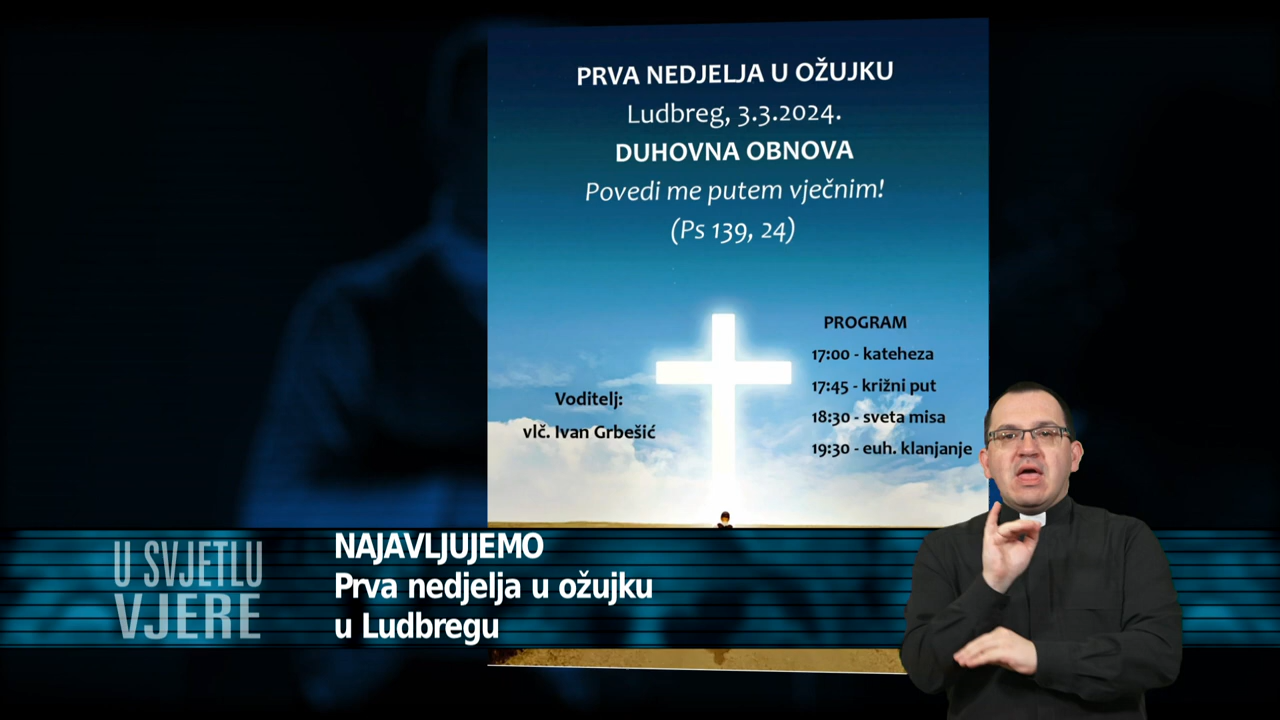 PRVA NEDJELJA U OŽUJKU
Ludbreg, 3.3.2024.
DUHOVNA OBNOVA
Povedi me putem vječnim!
(Ps 139, 24)
PROGRAM
17:00 - kateheza
17:45 - križni put
18:30 - sveta misa
19:30 - euh. klanjanje
Voditelj:
vlč. Ivan Grbešić
U SVJETLU
VJERE
NAJAVLJUJEMO
Prva nedjelja u ožujku
u Ludbregu